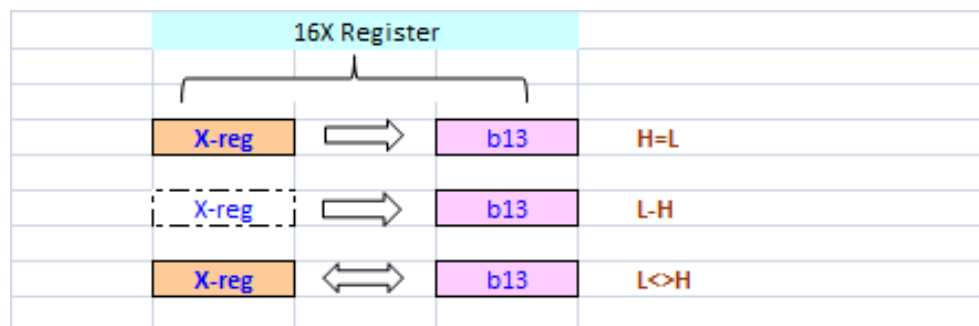 16X Register
X-reg b13 H=L
X-reg b13 L-H
X-reg b13 L<>H